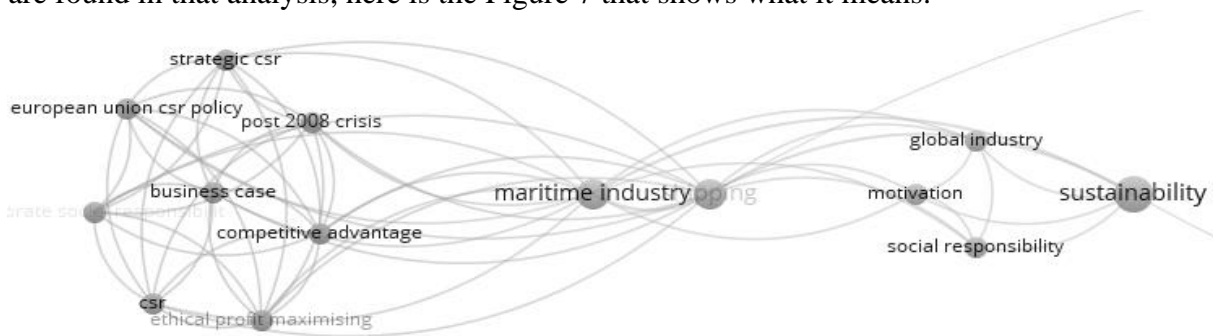 are found in that analysis, here is the Figure 7 that shows what it means.
strategic csr
european union csr policy
post 2008 crisis
global industry
business case
maritime industry
motivation
sustainability
competitive advantage
social responsibility
csr
ethical profit maximising